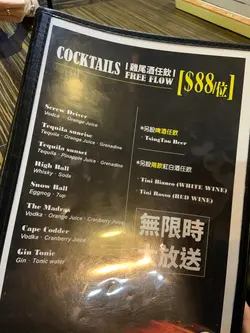 COCKTAILS
!雞尾酒任飲!
FREE FLOW
[$88位]
Screw Driver
Vodka · Orange Juice
Tequila sunrise
Tequila · Orange Juice · Grenadine
Tequila sunset
Tequila · Pineapple Juice · Grenadine
High Ball
Whisky · Soda
Snow Ball
Eggnog · 7up
The Madras
Vodka · Orange Juice · Cranberry Juice
Cape Codder
Vodka · Cranberry Juice
Gin Tonic
Gin · Tonic water
*另設啤酒任飲
· TsingTao Beer
*另設兩款紅白酒任飲
· Tini Bianco (WHITE WINE)
· Tini Rosso (RED WINE)
無限時
放送